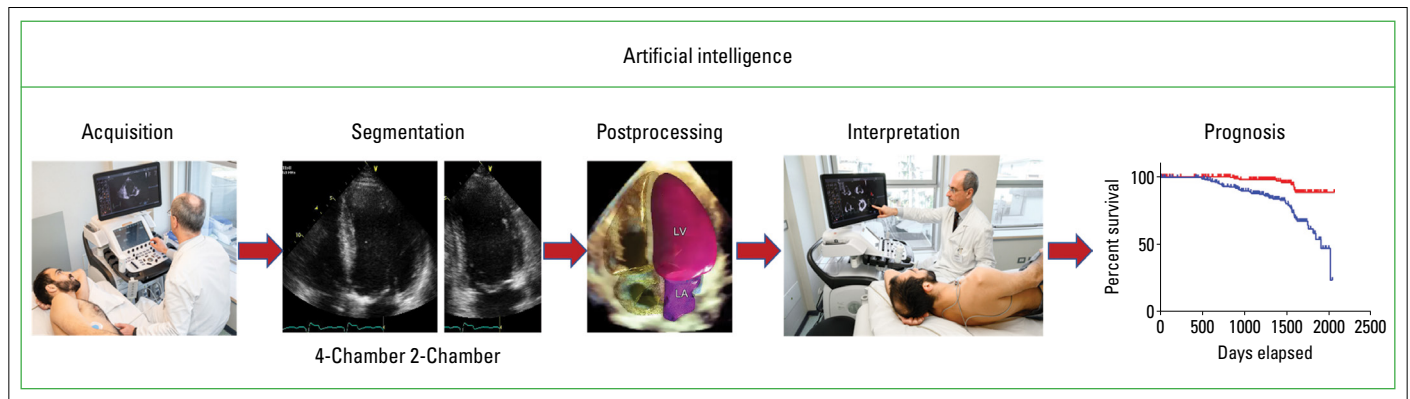 Artificial intelligence
Acquisition
Segmentation
Postprocessing
Interpretation
Prognosis
4-Chamber 2-Chamber
LV
LA
Percent survival
100
50
0
0 500 1000 1500 2000 2500
Days elapsed